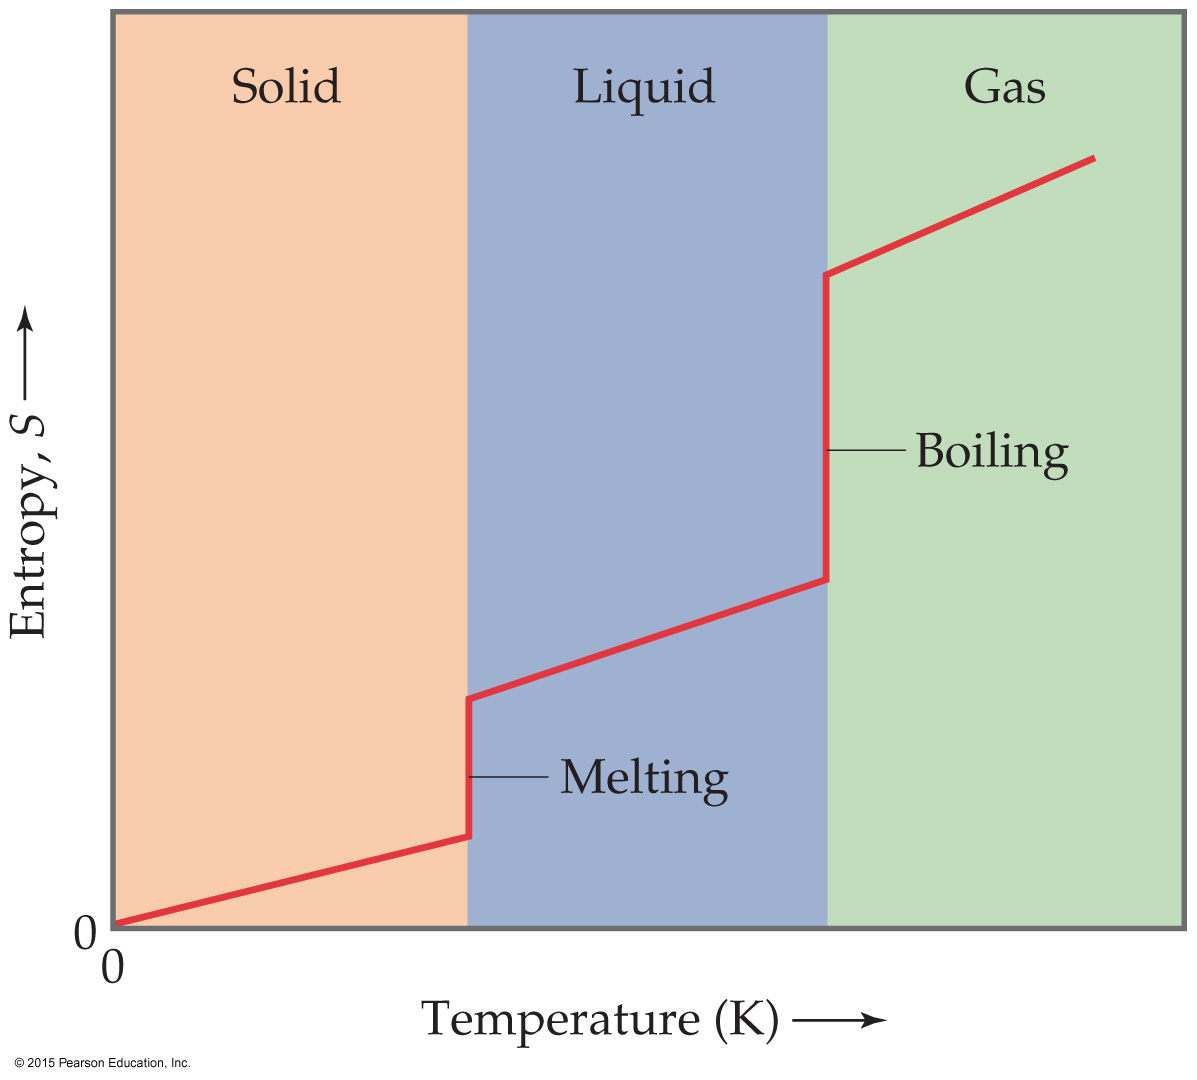 Solid
Liquid
Gas
Boiling
Melting
Entropy, S
0
0
Temperature (K)
© 2015 Pearson Education, Inc.